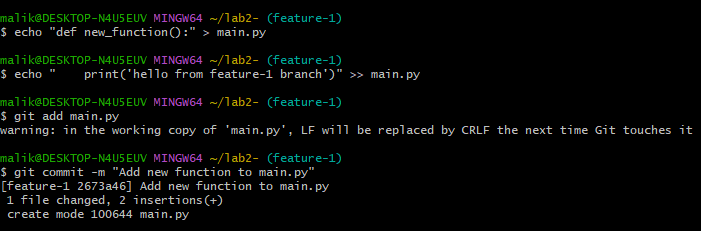 malik@DESKTOP-N4U5EUV MINGW64 ~/lab2- (feature-1)
$ echo "def new_function():" > main.py
malik@DESKTOP-N4U5EUV MINGW64 ~/lab2- (feature-1)
$ echo "    print('hello from feature-1 branch')" >> main.py
malik@DESKTOP-N4U5EUV MINGW64 ~/lab2- (feature-1)
$ git add main.py
warning: in the working copy of 'main.py', LF will be replaced by CRLF the next time Git touches it
malik@DESKTOP-N4U5EUV MINGW64 ~/lab2- (feature-1)
$ git commit -m "Add new function to main.py"
[feature-1 2673a46] Add new function to main.py
 1 file changed, 2 insertions(+)
 create mode 100644 main.py